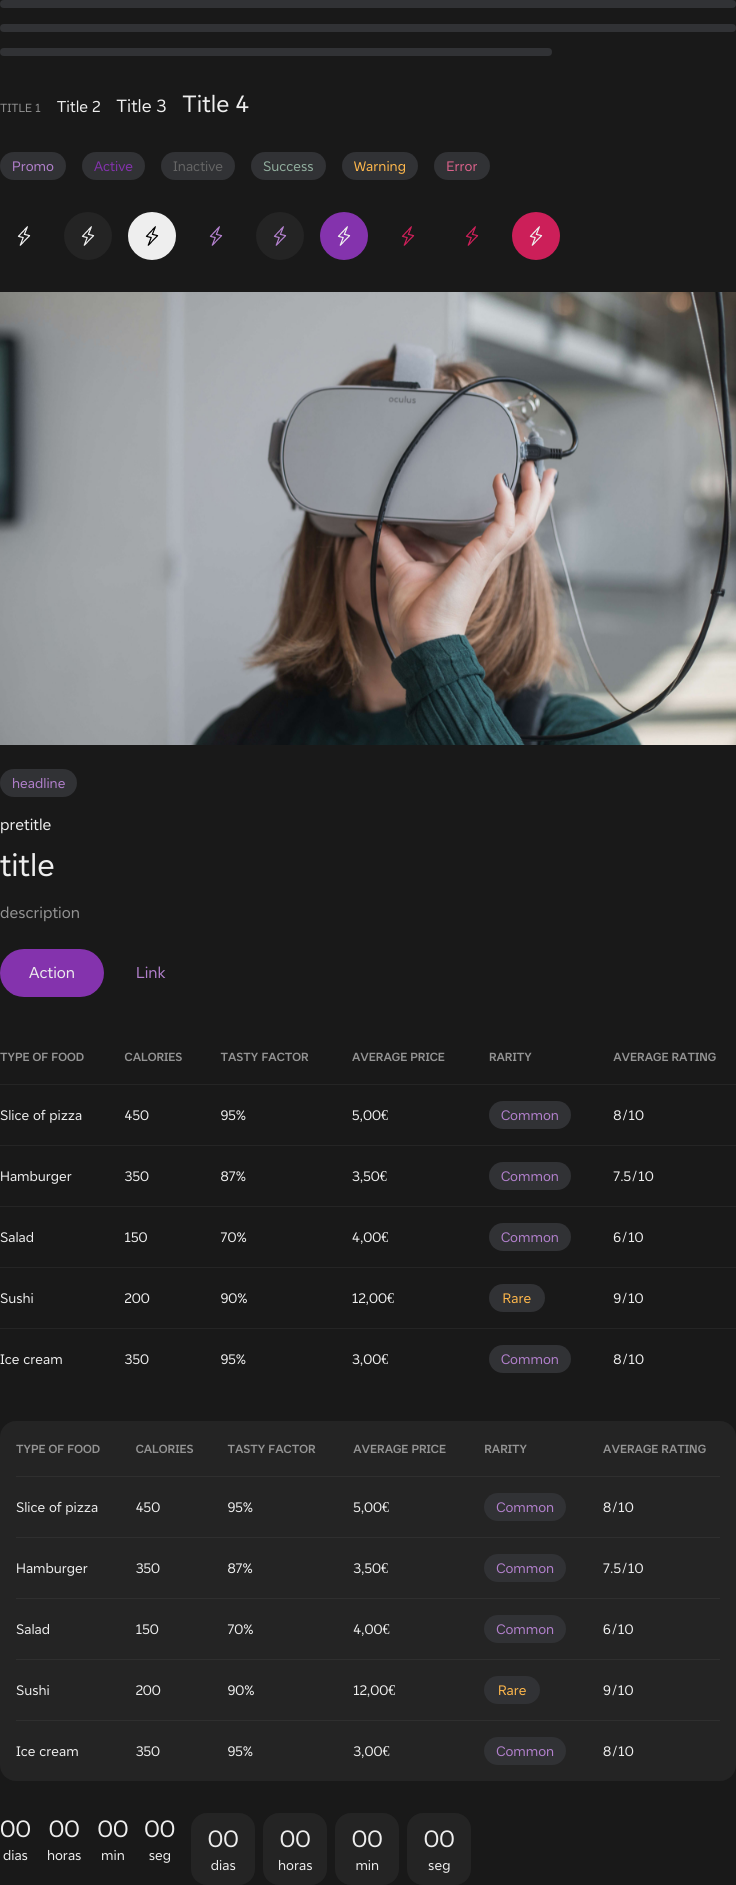 TITLE 1 Title 2 Title 3 Title 4
Promo Active Inactive Success Warning Error
oculus
headline
pretitle
title
description
Action Link
TYPE OF FOOD CALORIES TASTY FACTOR AVERAGE PRICE RARITY AVERAGE RATING
Slice of pizza 450 95% 5,00€ Common 8/10
Hamburger 350 87% 3,50€ Common 7.5/10
Salad 150 70% 4,00€ Common 6/10
Sushi 200 90% 12,00€ Rare 9/10
Ice cream 350 95% 3,00€ Common 8/10
TYPE OF FOOD CALORIES TASTY FACTOR AVERAGE PRICE RARITY AVERAGE RATING
Slice of pizza 450 95% 5,00€ Common 8/10
Hamburger 350 87% 3,50€ Common 7.5/10
Salad 150 70% 4,00€ Common 6/10
Sushi 200 90% 12,00€ Rare 9/10
Ice cream 350 95% 3,00€ Common 8/10
00 00 00 00 00 00 00 00
dias horas min seg dias horas min seg